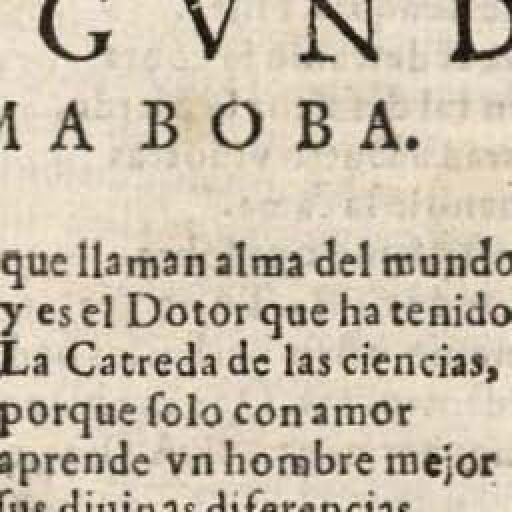 GVND
MA BOBA.
que llaman alma del mundo
y es el Dotor que ha tenido
La Catreda de las ciencias,
porque ſolo con amor
aprende vn hombre mejor
ſus diuinas diferencias